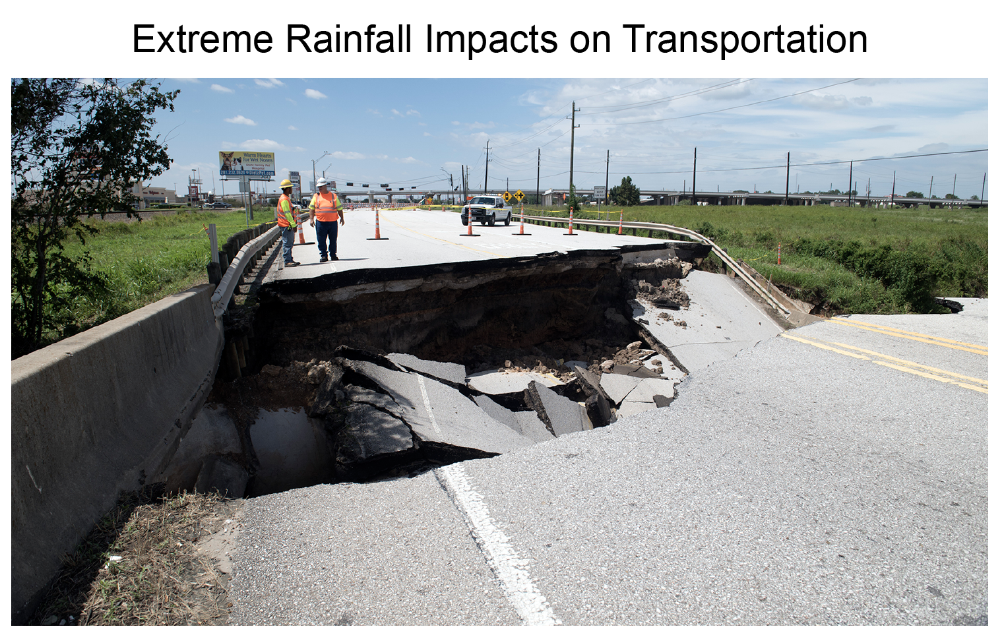 Extreme Rainfall Impacts on Transportation
Warm Hearts
for Wet Noses